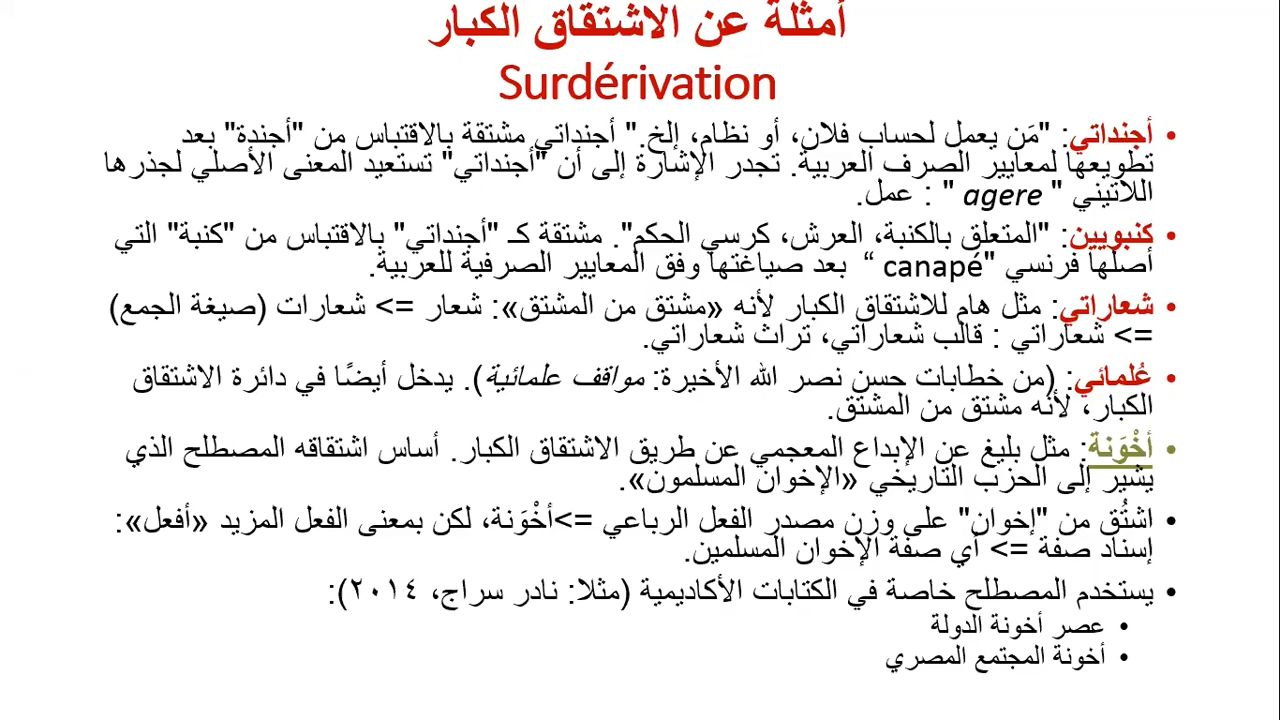 أمثلة عن الاشتقاق الكبار
Surdérivation
• أجنداتي: "مَن يعمل لحساب فلان، أو نظام، إلخ." أجنداتي مشتقة بالاقتباس من "أجندة" بعد
تطويعها لمعايير الصرف العربية. تجدر الإشارة إلى أن "أجنداتي" تستعيد المعنى الأصلي لجذرها
اللاتيني " agere " : عمل.
• كنبويين: "المتعلق بالكنبة، العرش، كرسي الحكم". مشتقة كـ "أجنداتي" بالاقتباس من "كنبة" التي
أصلها فرنسي "canapé “ بعد صياغتها وفق المعايير الصرفية للعربية.
• شعاراتي: مثل هام للاشتقاق الكبار لأنه «مشتق من المشتق»: شعار => شعارات (صيغة الجمع)
=> شعاراتي : قالب شعاراتي، تراث شعاراتي.
• عُلمائي: (من خطابات حسن نصر الله الأخيرة: مواقف علمائية). يدخل أيضًا في دائرة الاشتقاق
الكبار، لأنه مشتق من المشتق.
• أخْوَنة: مثل بليغ عن الإبداع المعجمي عن طريق الاشتقاق الكبار. أساس اشتقاقه المصطلح الذي
يشير إلى الحزب التاريخي «الإخوان المسلمون».
• اشتُق من "إخوان" على وزن مصدر الفعل الرباعي =>أخْوَنة، لكن بمعنى الفعل المزيد «أفعل»:
إسناد صفة => أي صفة الإخوان المسلمين.
• يستخدم المصطلح خاصة في الكتابات الأكاديمية (مثلا: نادر سراج، ٢٠١٤):
• عصر أخونة الدولة
• أخونة المجتمع المصري